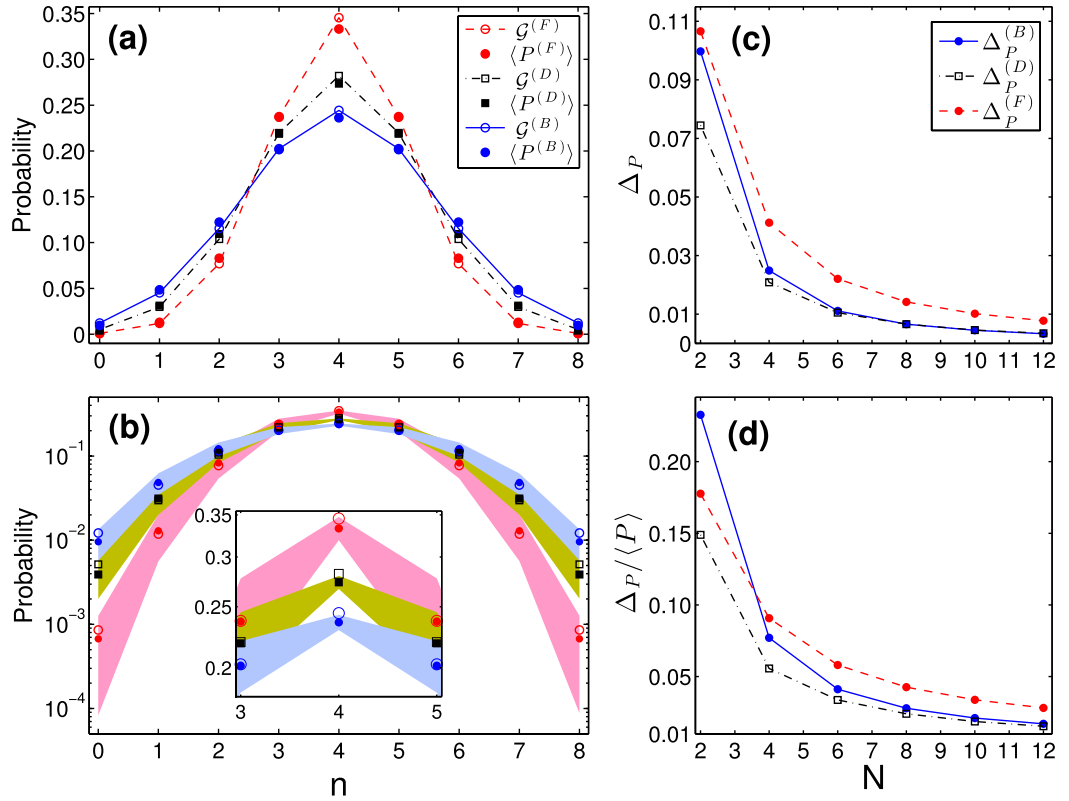 (a)
Probability
0.35
0.30
0.25
0.20
0.15
0.10
0.05
0
0 1 2 3 4 5 6 7 8
𝒢^(F)
⟨P^(F)⟩
𝒢^(D)
⟨P^(D)⟩
𝒢^(B)
⟨P^(B)⟩
(c)
Δ_P
0.11
0.09
0.07
0.05
0.03
0.01
0
2 3 4 5 6 7 8 9 10 11 12
Δ_P^(B)
Δ_P^(D)
Δ_P^(F)
(b)
Probability
10^−1
10^−2
10^−3
10^−4
0 1 2 3 4 5 6 7 8
n
0.35
0.3
0.25
0.2
3 4 5
(d)
Δ_P/⟨P⟩
0.20
0.15
0.10
0.05
0.01
2 3 4 5 6 7 8 9 10 11 12
N